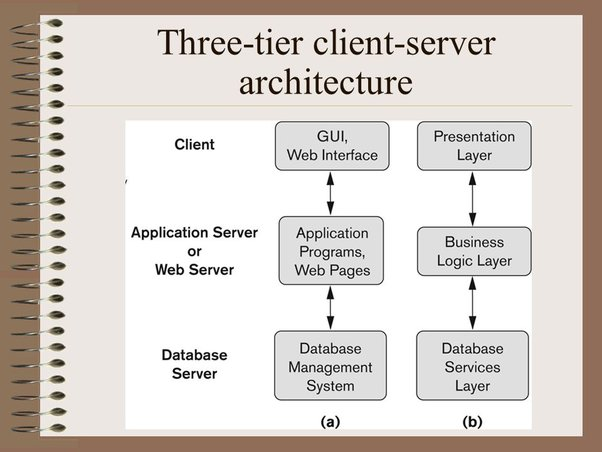 Three-tier client-server
architecture
Client
GUI,
Web Interface
Presentation
Layer
Application Server
or
Web Server
Application
Programs,
Web Pages
Business
Logic Layer
Database
Server
Database
Management
System
Database
Services
Layer
(a)
(b)